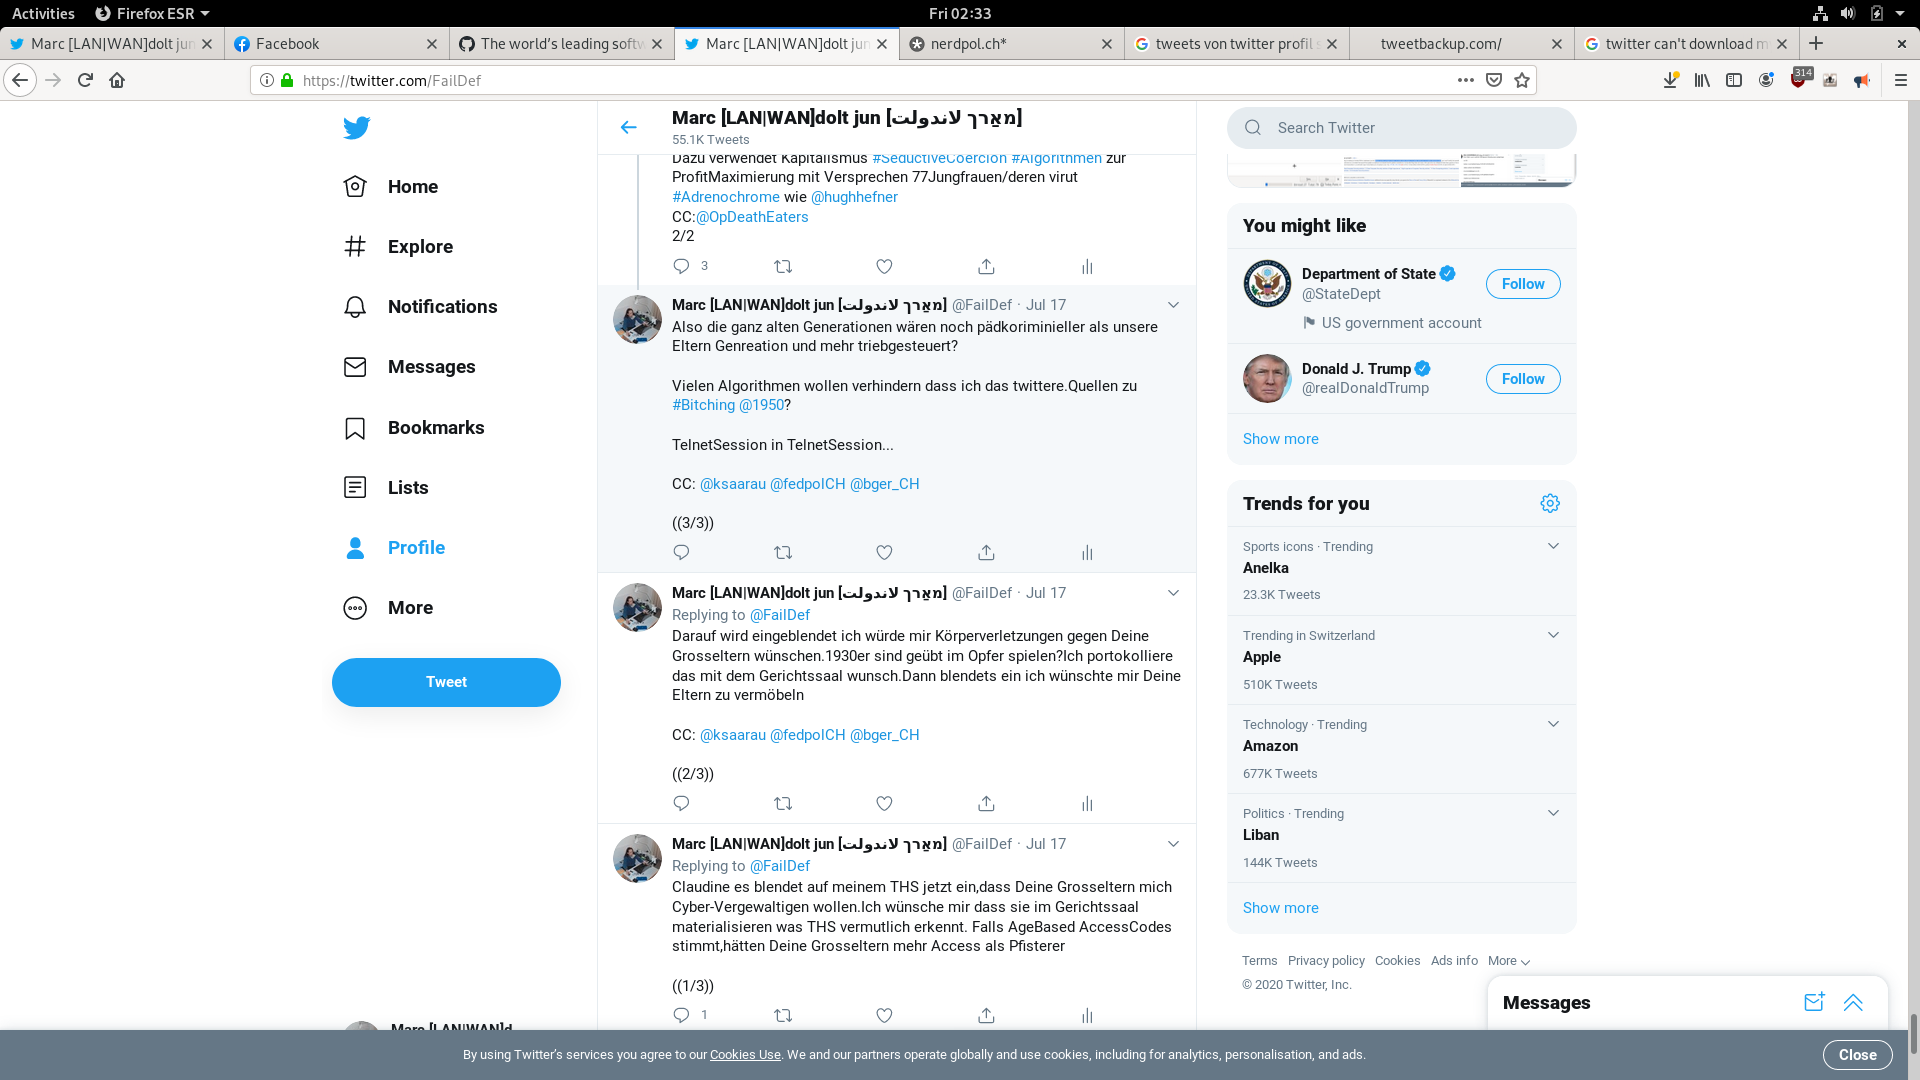 Activities
Firefox ESR
Fri 02:33
Marc [LAN|WAN]dolt jun
Facebook
The world's leading softw
Marc [LAN|WAN]dolt jun
nerdpol.ch*
tweets von twitter profil s
tweetbackup.com/
twitter can't download m
https://twitter.com/FailDef
314
Home
Explore
Notifications
Messages
Bookmarks
Lists
Profile
More
Tweet
Marc [LAN|WAN]d
Marc [LAN|WAN]dolt jun [מאַרך לאנדולת]
55.1K Tweets
Dazu verwendet Kapitalismus #SeductiveCoercion #Algorithmen zur
ProfitMaximierung mit Versprechen 77Jungfrauen/deren virut
#Adrenochrome wie @hughhefner
CC:@OpDeathEaters
2/2
3
Marc [LAN|WAN]dolt jun [מאַרך לאנדולת] @FailDef · Jul 17
Also die ganz alten Generationen wären noch pädkoriminieller als unsere
Eltern Genreation und mehr triebgesteuert?
Vielen Algorithmen wollen verhindern dass ich das twittere.Quellen zu
#Bitching @1950?
TelnetSession in TelnetSession...
CC: @ksaarau @fedpolCH @bger_CH
((3/3))
Marc [LAN|WAN]dolt jun [מאַרך לאנדולת] @FailDef · Jul 17
Replying to @FailDef
Darauf wird eingeblendet ich würde mir Körperverletzungen gegen Deine
Grosseltern wünschen.1930er sind geübt im Opfer spielen?Ich portokolliere
das mit dem Gerichtssaal wunsch.Dann blendets ein ich wünschte mir Deine
Eltern zu vermöbeln
CC: @ksaarau @fedpolCH @bger_CH
((2/3))
Marc [LAN|WAN]dolt jun [מאַרך לאנדולת] @FailDef · Jul 17
Replying to @FailDef
Claudine es blendet auf meinem THS jetzt ein,dass Deine Grosseltern mich
Cyber-Vergewaltigen wollen.Ich wünsche mir dass sie im Gerichtssaal
materialisieren was THS vermutlich erkennt. Falls AgeBased AccessCodes
stimmt,hätten Deine Grosseltern mehr Access als Pfisterer
((1/3))
1
Search Twitter
You might like
Department of State
@StateDept
US government account
Follow
Donald J. Trump
@realDonaldTrump
Follow
Show more
Trends for you
Sports icons · Trending
Anelka
23.3K Tweets
Trending in Switzerland
Apple
510K Tweets
Technology · Trending
Amazon
677K Tweets
Politics · Trending
Liban
144K Tweets
Show more
Terms Privacy policy Cookies Ads info More
© 2020 Twitter, Inc.
Messages
By using Twitter's services you agree to our Cookies Use. We and our partners operate globally and use cookies, including for analytics, personalisation, and ads.
Close